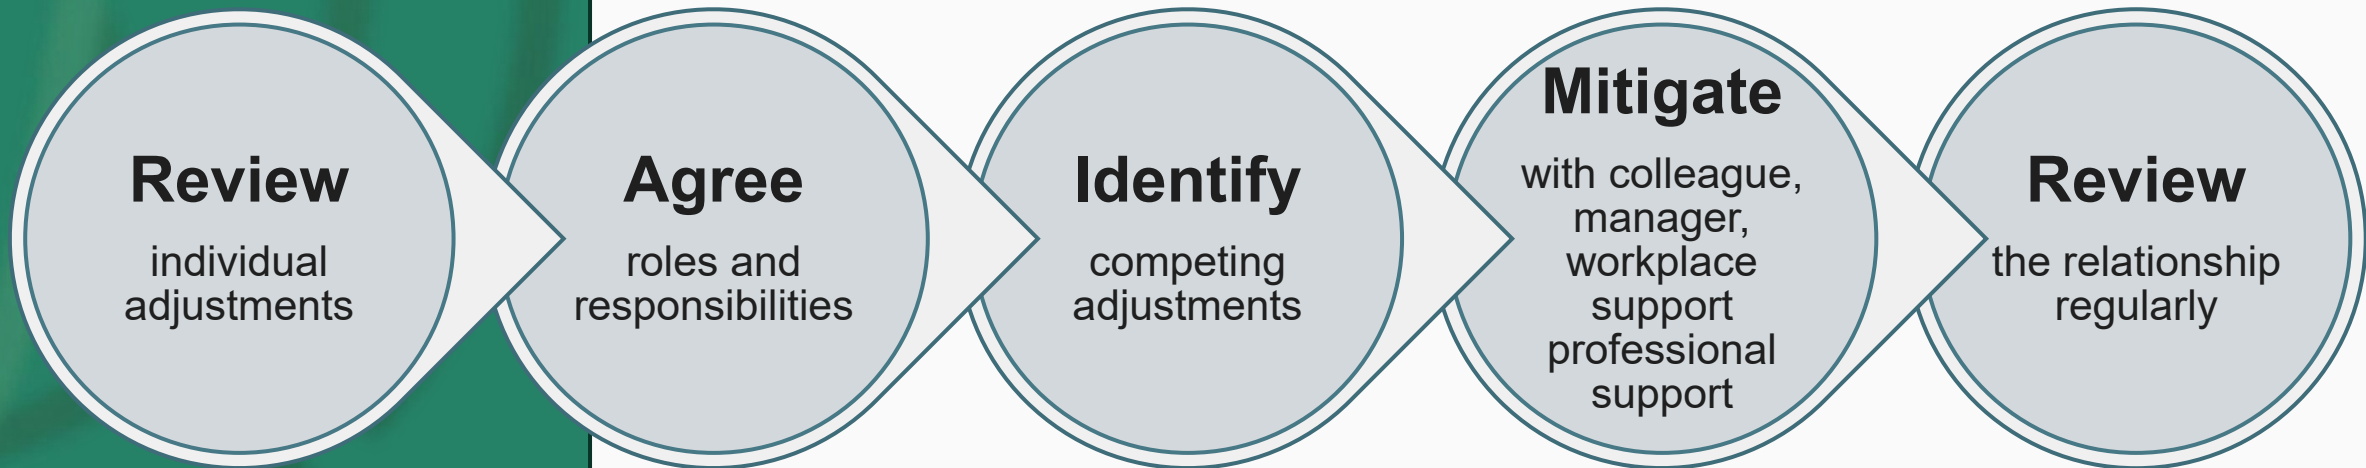 Review
individual
adjustments
Agree
roles and
responsibilities
Identify
competing
adjustments
Mitigate
with colleague,
manager,
workplace
support
professional
support
Review
the relationship
regularly